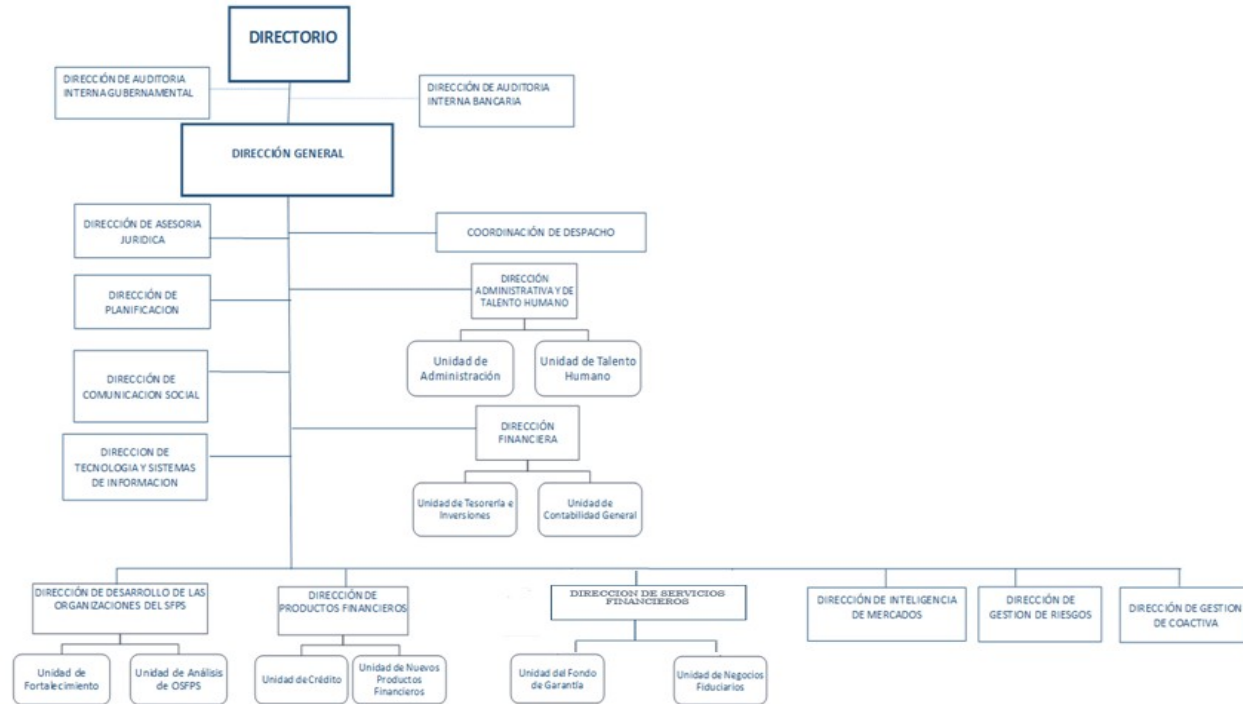 DIRECTORIO
DIRECCIÓN DE AUDITORIA
INTERNA GUBERNAMENTAL
DIRECCIÓN DE AUDITORIA
INTERNA BANCARIA
DIRECCIÓN GENERAL
DIRECCIÓN DE ASESORIA
JURIDICA
COORDINACIÓN DE DESPACHO
DIRECCIÓN DE
PLANIFICACION
DIRECCIÓN
ADMINISTRATIVA Y DE
TALENTO HUMANO
Unidad de
Administración
Unidad de Talento
Humano
DIRECCIÓN DE
COMUNICACION SOCIAL
DIRECCIÓN
FINANCIERA
DIRECCION DE
TECNOLOGIA Y SISTEMAS
DE INFORMACION
Unidad de Tesorería e
Inversiones
Unidad de
Contabilidad General
DIRECCIÓN DE DESARROLLO DE LAS
ORGANIZACIONES DEL SFPS
DIRECCIÓN DE
PRODUCTOS FINANCIEROS
DIRECCION DE SERVICIOS
FINANCIEROS
DIRECCIÓN DE INTELIGENCIA
DE MERCADOS
DIRECCIÓN DE
GESTION DE RIESGOS
DIRECCIÓN DE GESTION
DE COACTIVA
Unidad de
Fortalecimiento
Unidad de Análisis
de OSFPS
Unidad de Crédito
Unidad de Nuevos
Productos
Financieros
Unidad del Fondo
de Garantía
Unidad de Negocios
Fiduciarios